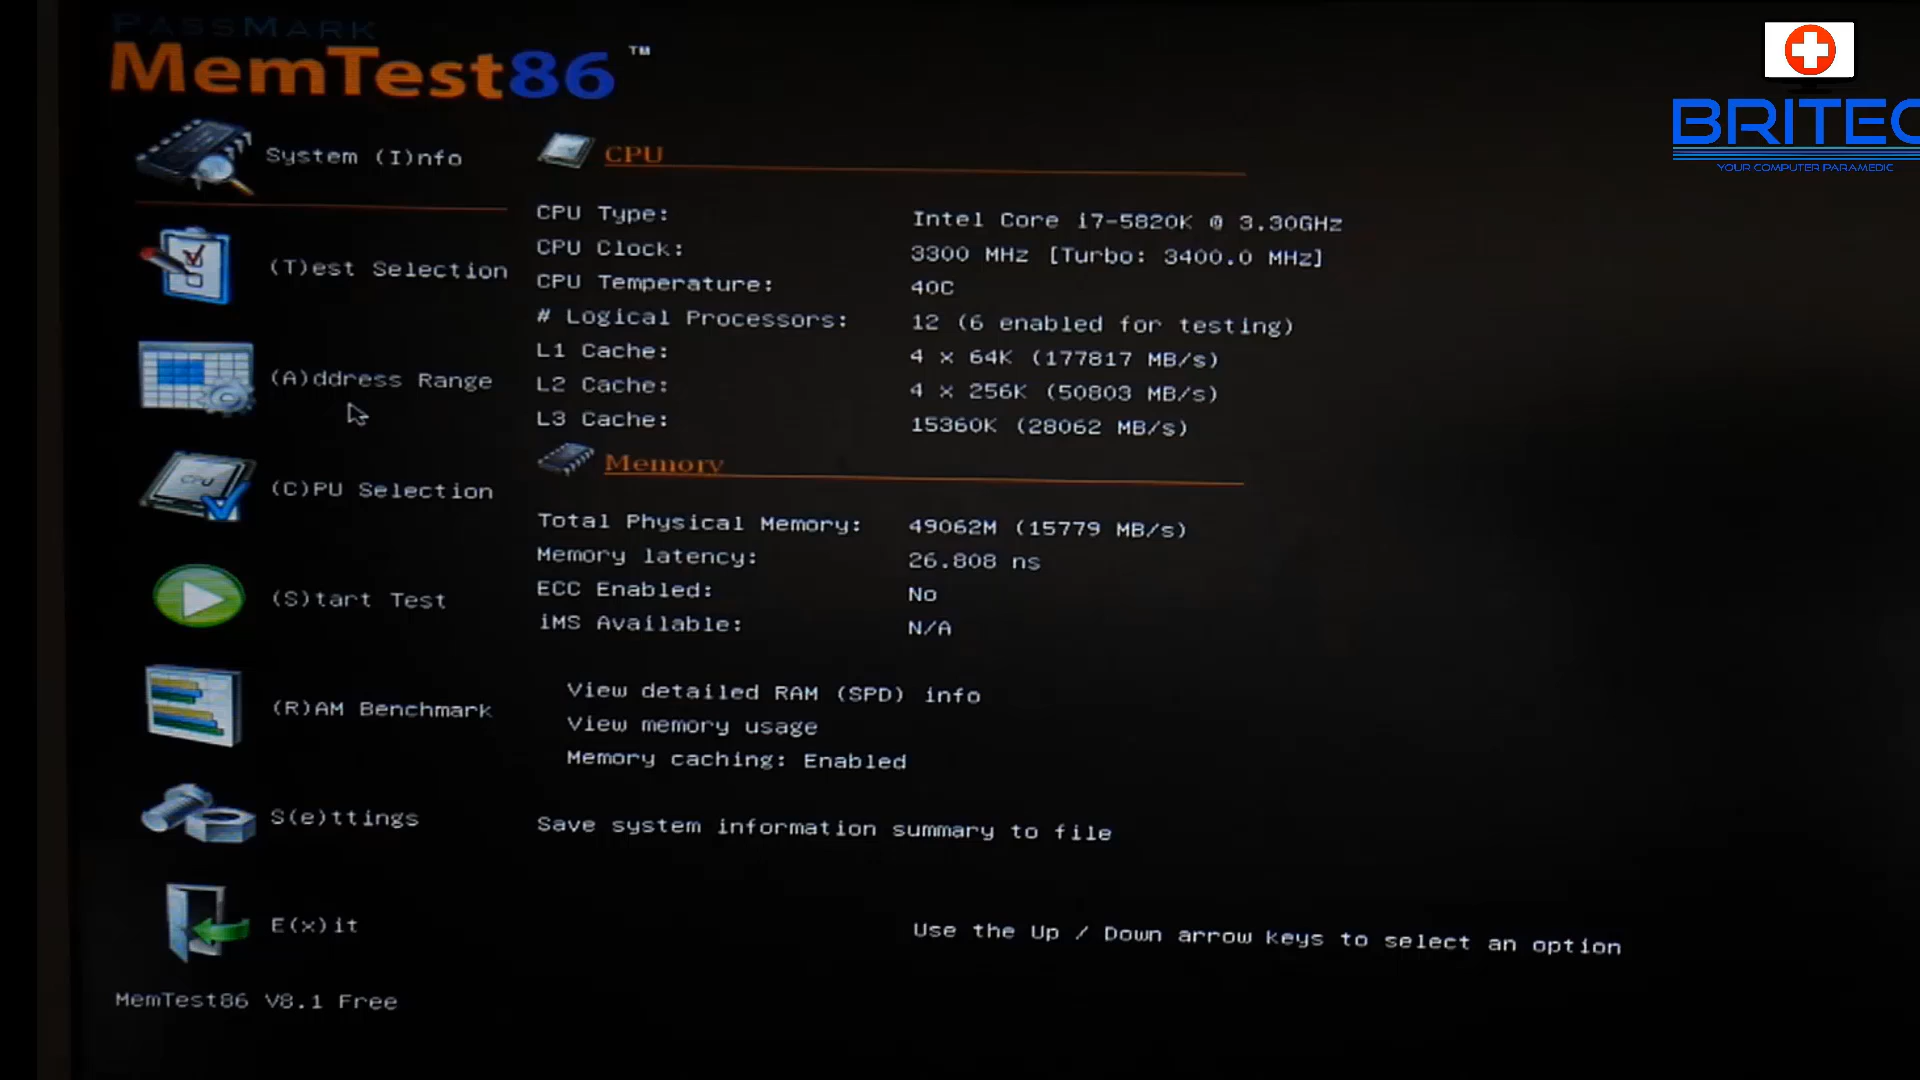 PASSMARK
MemTest86 ™
BRITEC
YOUR COMPUTER PARAMEDIC
System (I)nfo
(T)est Selection
(A)ddress Range
(C)PU Selection
CPU
(S)tart Test
(R)AM Benchmark
S(e)ttings
E(x)it
MemTest86 V8.1 Free
CPU
CPU Type: Intel Core i7-5820K @ 3.30GHz
CPU Clock: 3300 MHz [Turbo: 3400.0 MHz]
CPU Temperature: 40C
# Logical Processors: 12 (6 enabled for testing)
L1 Cache: 4 x 64K (177817 MB/s)
L2 Cache: 4 x 256K (50803 MB/s)
L3 Cache: 15360K (28062 MB/s)
Memory
Total Physical Memory: 49062M (15779 MB/s)
Memory latency: 26.808 ns
ECC Enabled: No
iMS Available: N/A
View detailed RAM (SPD) info
View memory usage
Memory caching: Enabled
Save system information summary to file
Use the Up / Down arrow keys to select an option